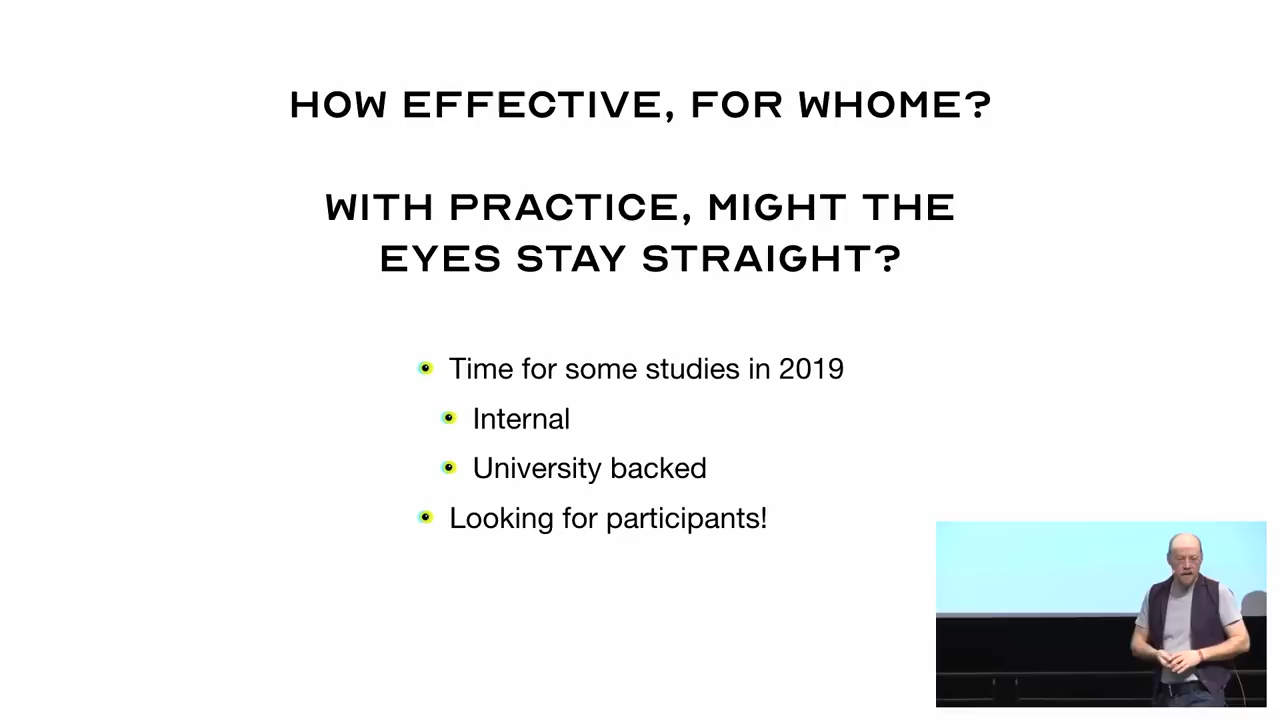 HOW EFFECTIVE, FOR WHOME?
WITH PRACTICE, MIGHT THE
EYES STAY STRAIGHT?
Time for some studies in 2019
Internal
University backed
Looking for participants!